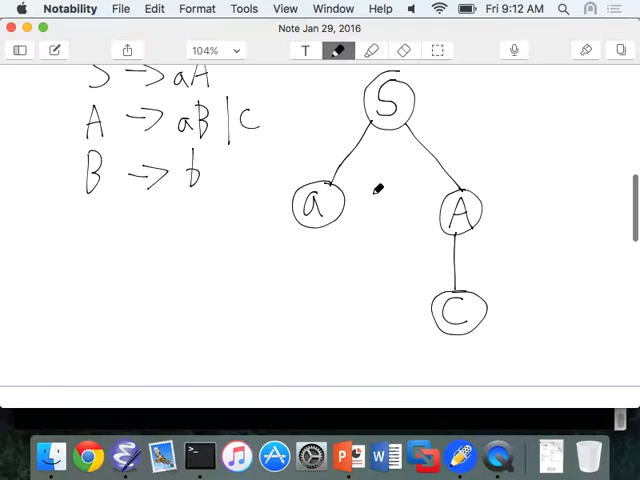 Notability File Edit Format Tools View Window Help Fri 9:12 AM
Note Jan 29, 2016
104% T
S -> aA
A -> aB | c
B -> b
S
a
A
C